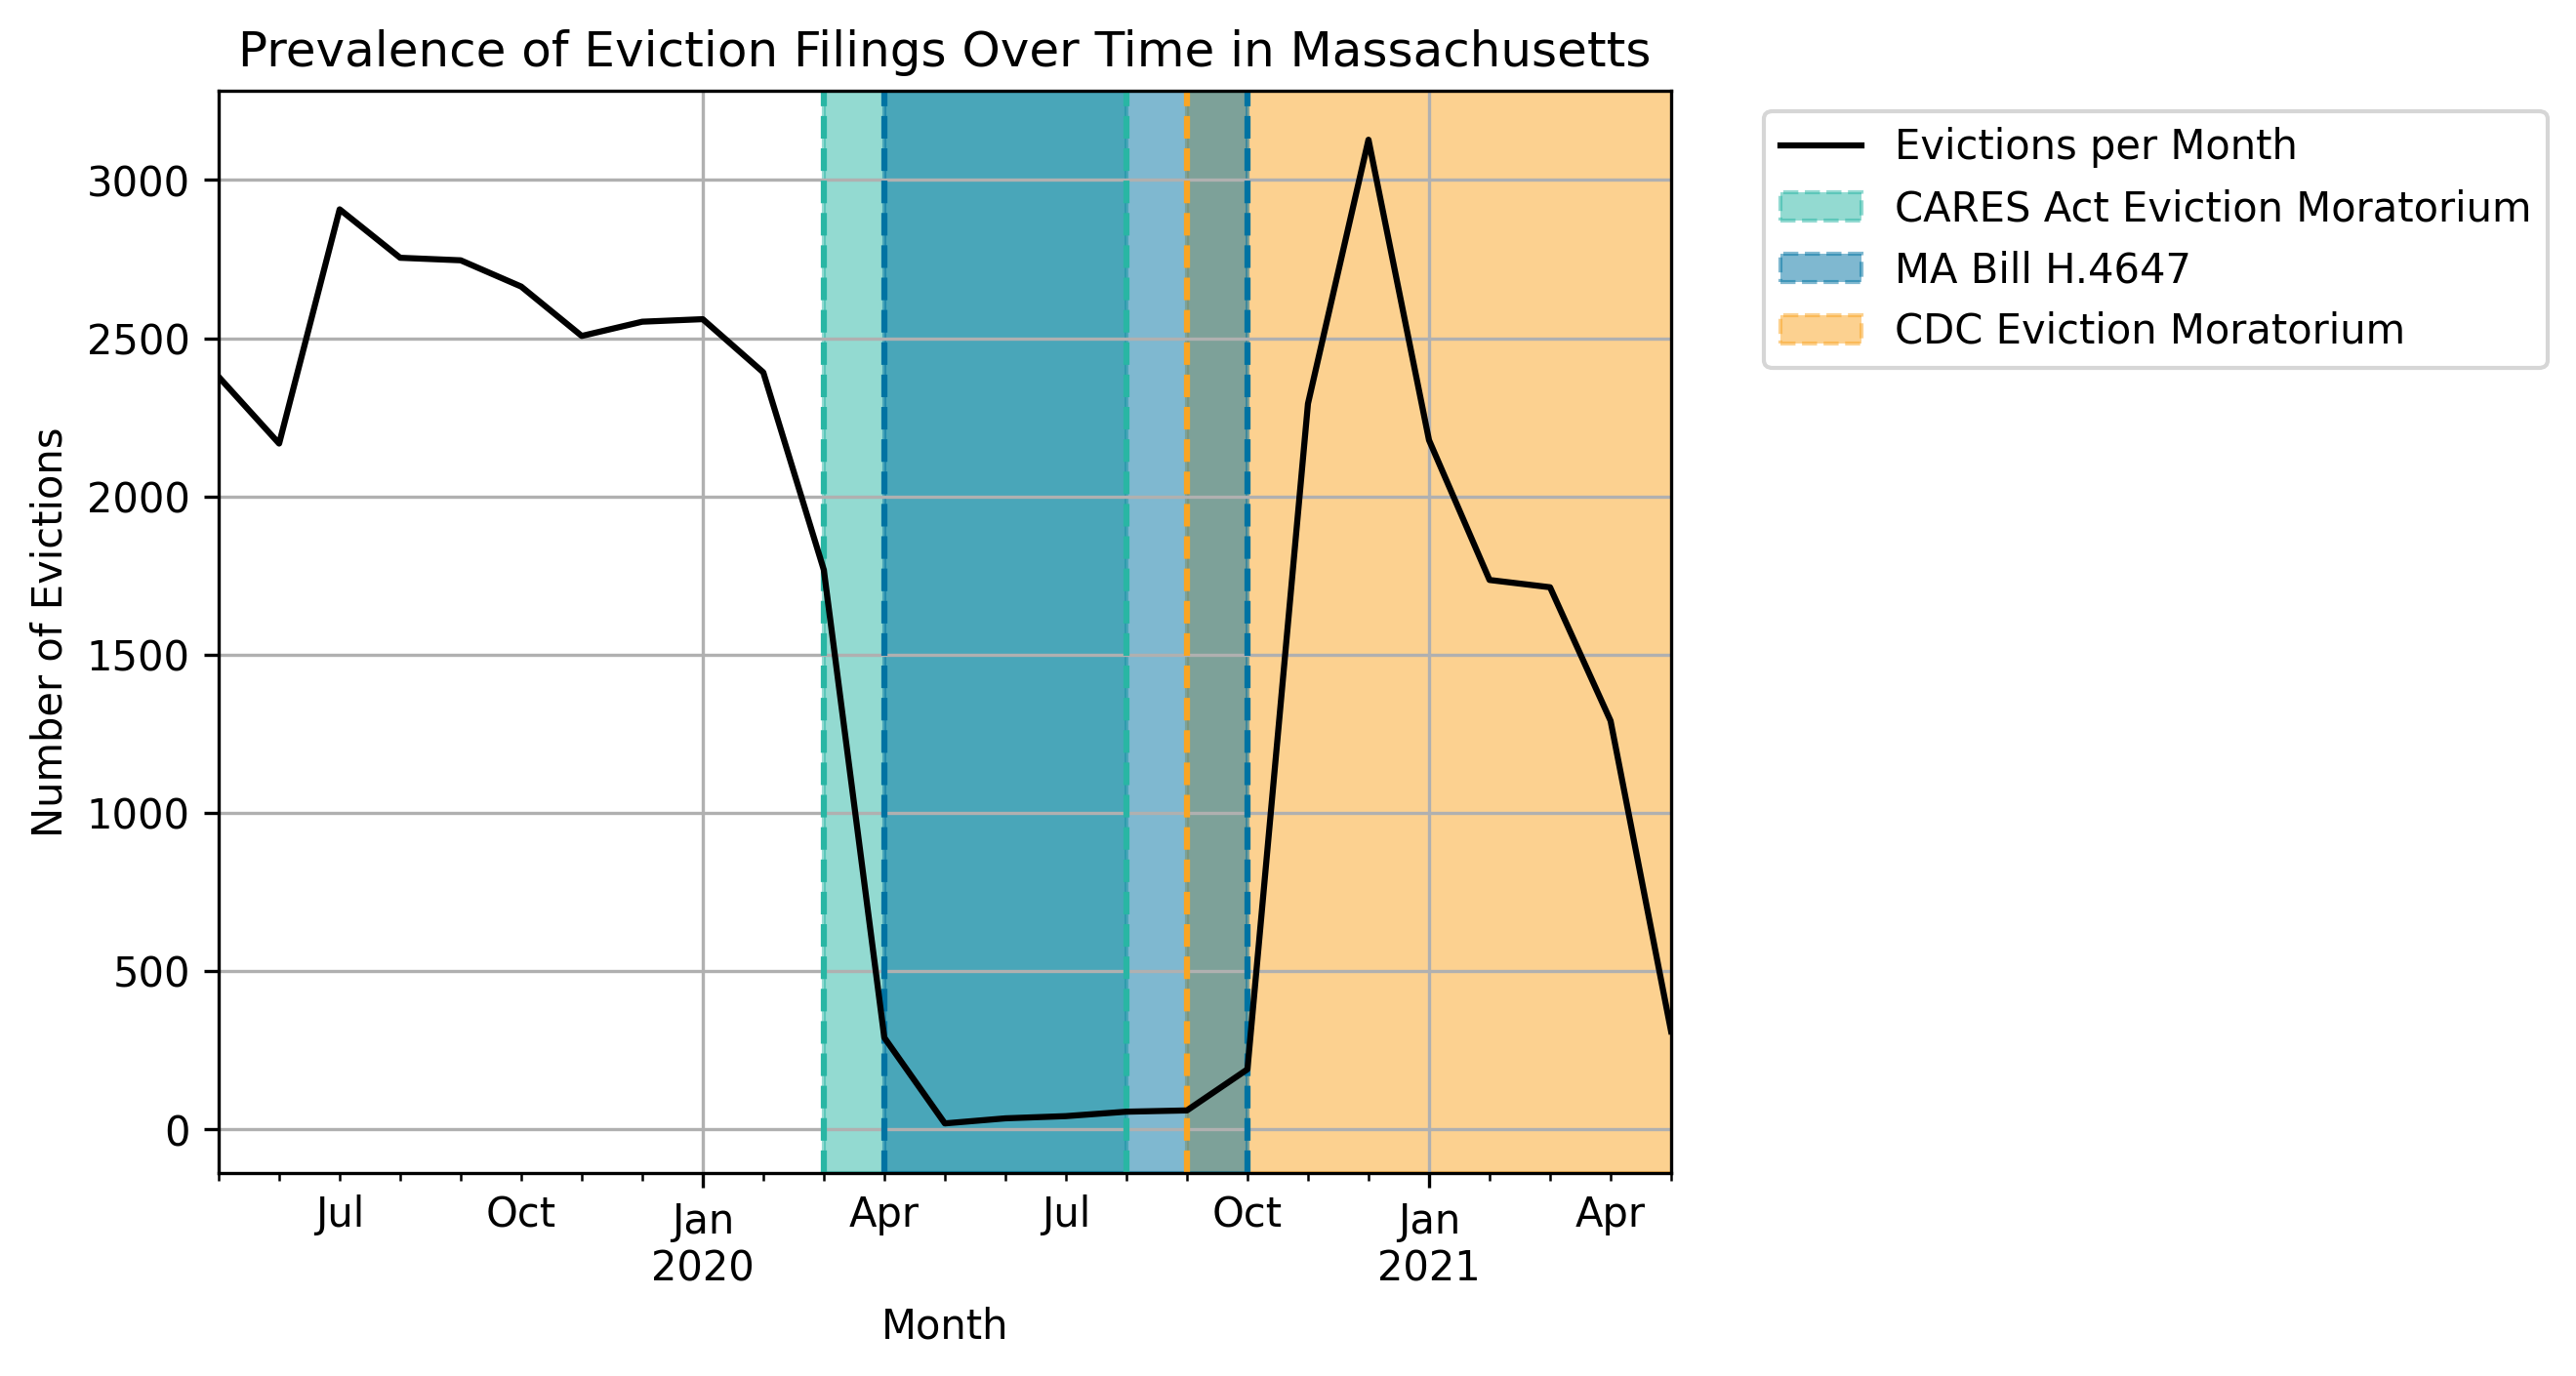 Prevalence of Eviction Filings Over Time in Massachusetts
Number of Evictions
3000
2500
2000
1500
1000
500
0
Jul
Oct
Jan
2020
Apr
Jul
Oct
Jan
2021
Apr
Month
Evictions per Month
CARES Act Eviction Moratorium
MA Bill H.4647
CDC Eviction Moratorium